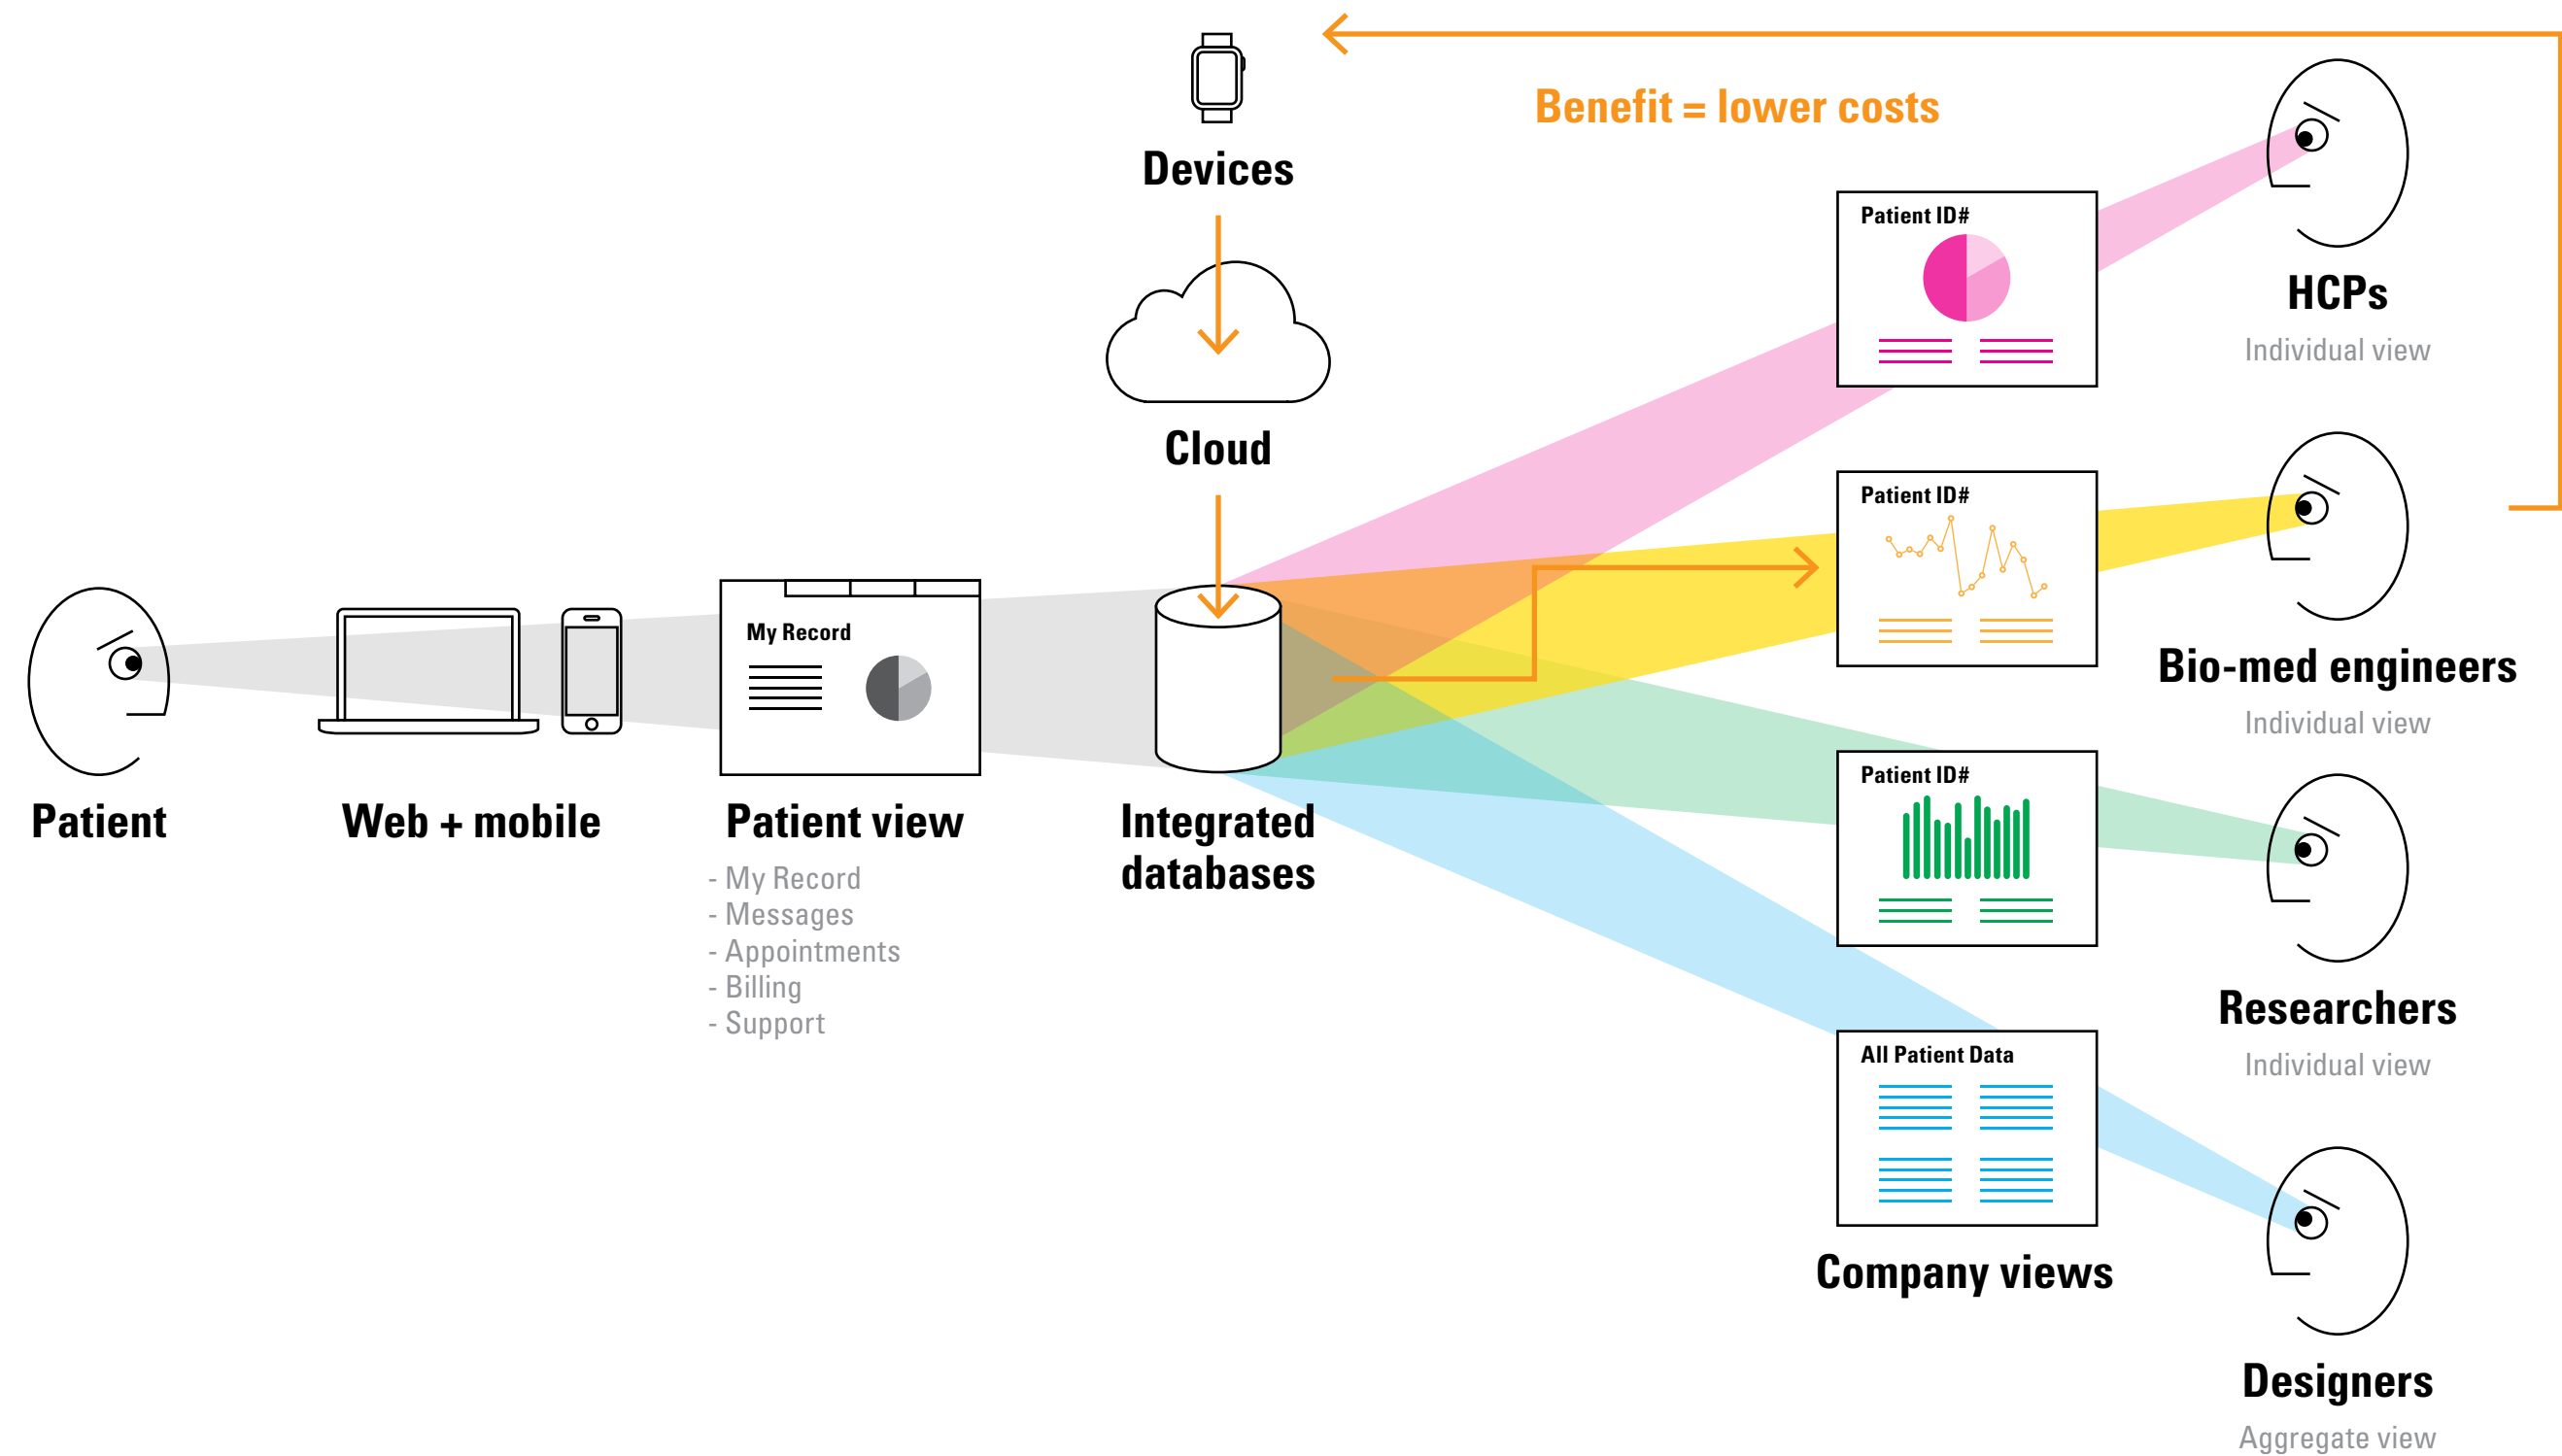 Benefit = lower costs
Devices
Patient ID#
HCPs
Individual view
Cloud
Patient ID#
My Record
Bio-med engineers
Individual view
Patient ID#
Patient
Web + mobile
Patient view
Integrated
databases
- My Record
- Messages
- Appointments
- Billing
- Support
Researchers
Individual view
All Patient Data
Company views
Designers
Aggregate view